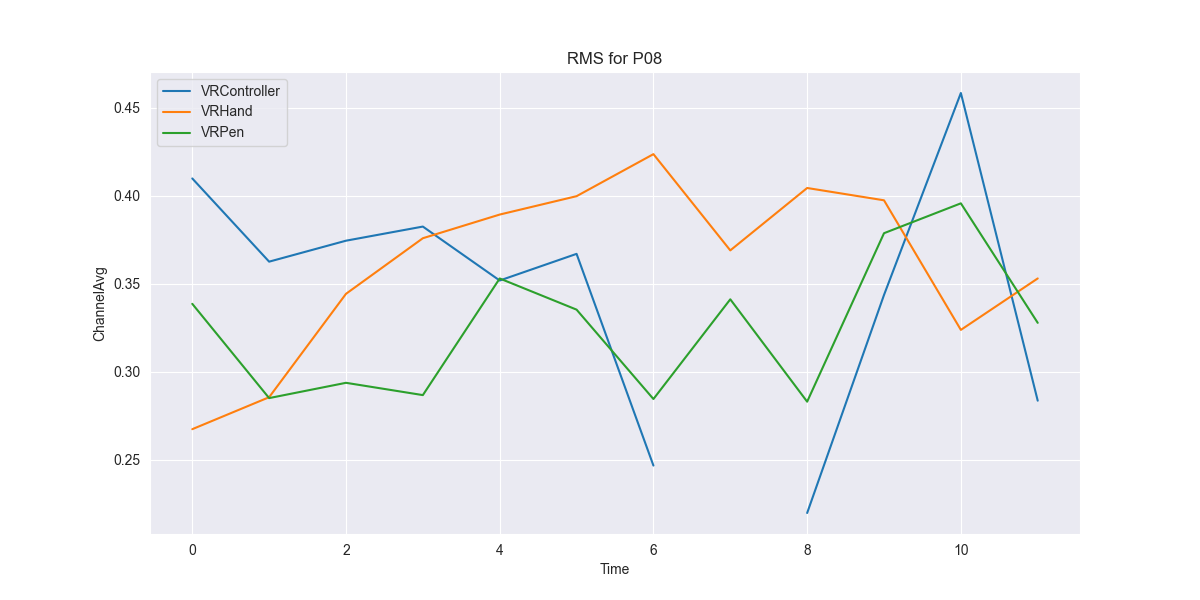 RMS for P08
VRController
VRHand
VRPen
0.45
0.40
0.35
0.30
0.25
ChannelAvg
0 2 4 6 8 10
Time